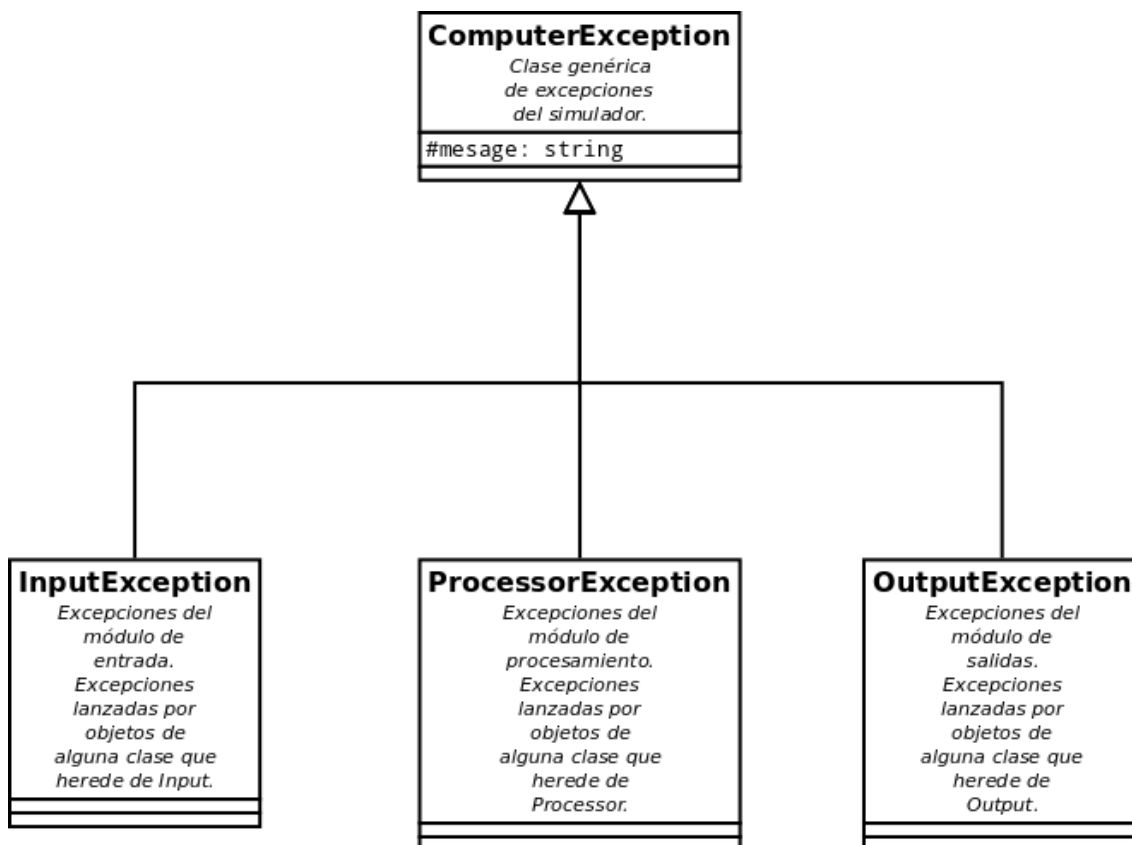 ComputerException
Clase genérica
de excepciones
del simulador.
#mesage: string
InputException
Excepciones del
módulo de
entrada.
Excepciones
lanzadas por
objetos de
alguna clase que
herede de Input.
ProcessorException
Excepciones del
módulo de
procesamiento.
Excepciones
lanzadas por
objetos de
alguna clase que
herede de
Processor.
OutputException
Excepciones del
módulo de
salidas.
Excepciones
lanzadas por
objetos de
alguna clase que
herede de
Output.